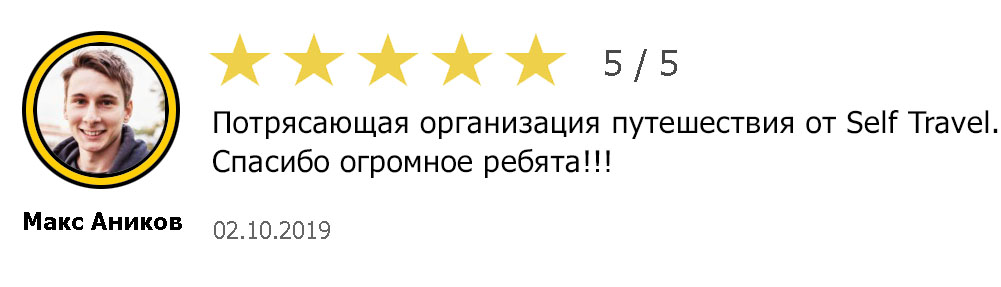 5 / 5
Потрясающая организация путешествия от Self Travel.
Спасибо огромное ребята!!!
Макс Аников
02.10.2019